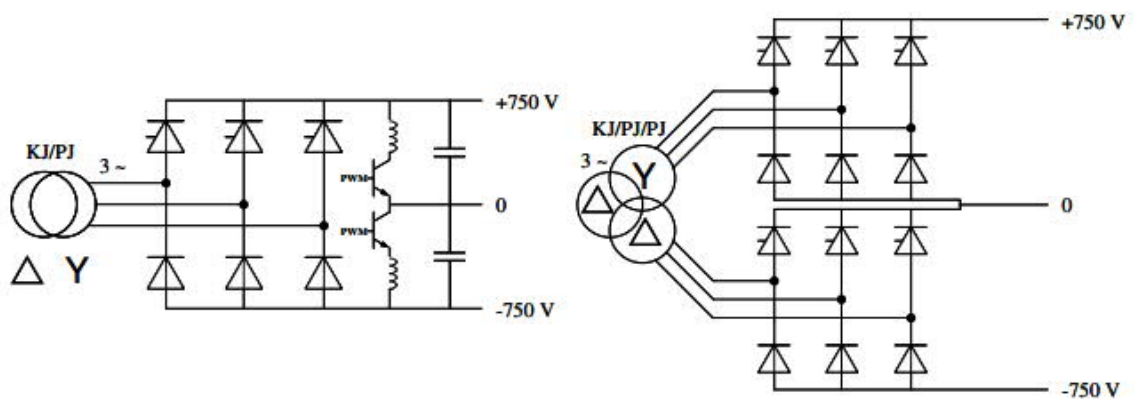 KJ/PJ
3 ~
Δ Y
+750 V
PWM
0
PWM
-750 V
+750 V
KJ/PJ/PJ
3 ~
Y
Δ
Δ
0
-750 V